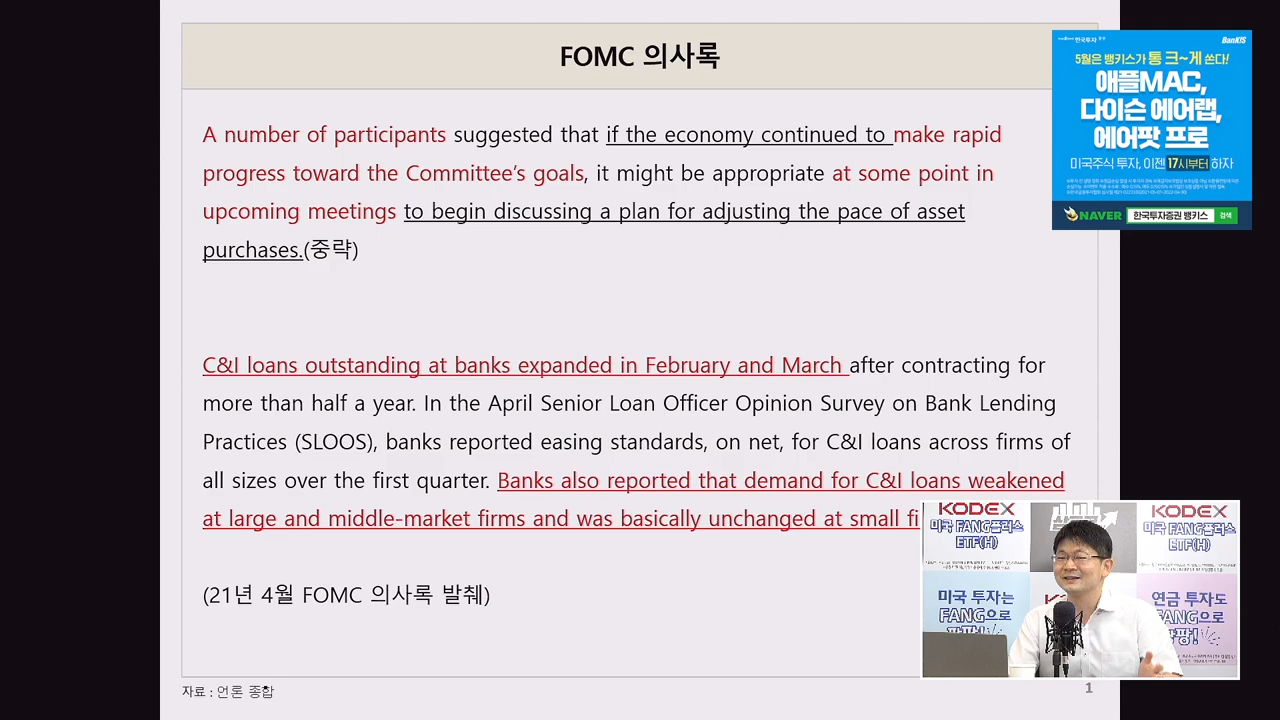 FOMC 의사록
A number of participants suggested that if the economy continued to make rapid
progress toward the Committee's goals, it might be appropriate at some point in
upcoming meetings to begin discussing a plan for adjusting the pace of asset
purchases.(중략)
C&I loans outstanding at banks expanded in February and March after contracting for
more than half a year. In the April Senior Loan Officer Opinion Survey on Bank Lending
Practices (SLOOS), banks reported easing standards, on net, for C&I loans across firms of
all sizes over the first quarter. Banks also reported that demand for C&I loans weakened
at large and middle-market firms and was basically unchanged at small fi
(21년 4월 FOMC 의사록 발췌)
자료 : 언론 종합
1
한국투자
BanKIS
5월은 뱅키스가 통 크~게 쏜다!
애플MAC,
다이슨 에어랩,
에어팟 프로
미국주식 투자, 이젠 17시부터 하자
NAVER 한국투자증권 뱅키스 검색
KODEX
미국 FANG플러스
ETF(H)
KODEX
미국 FANG플러스
ETF(H)
미국 투자는
FANG으로
연금 투자도